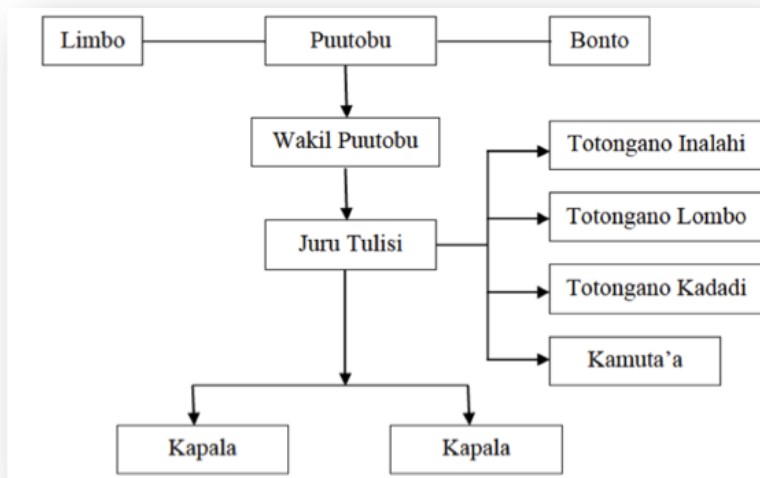 Limbo
Puutobu
Bonto
Wakil Puutobu
Totongano Inalahi
Totongano Lombo
Juru Tulisi
Totongano Kadadi
Kamuta’a
Kapala
Kapala